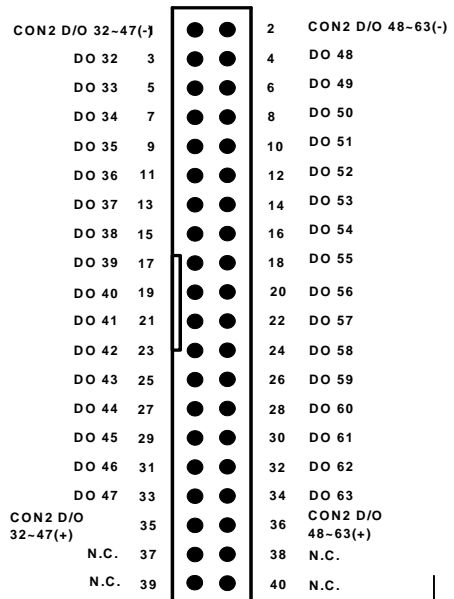 CON2 D/O 32~47(-) 1 2 CON2 D/O 48~63(-)
DO 32 3 4 DO 48
DO 33 5 6 DO 49
DO 34 7 8 DO 50
DO 35 9 10 DO 51
DO 36 11 12 DO 52
DO 37 13 14 DO 53
DO 38 15 16 DO 54
DO 39 17 18 DO 55
DO 40 19 20 DO 56
DO 41 21 22 DO 57
DO 42 23 24 DO 58
DO 43 25 26 DO 59
DO 44 27 28 DO 60
DO 45 29 30 DO 61
DO 46 31 32 DO 62
DO 47 33 34 DO 63
CON2 D/O 32~47(+) 35 36 CON2 D/O 48~63(+)
N.C. 37 38 N.C.
N.C. 39 40 N.C.